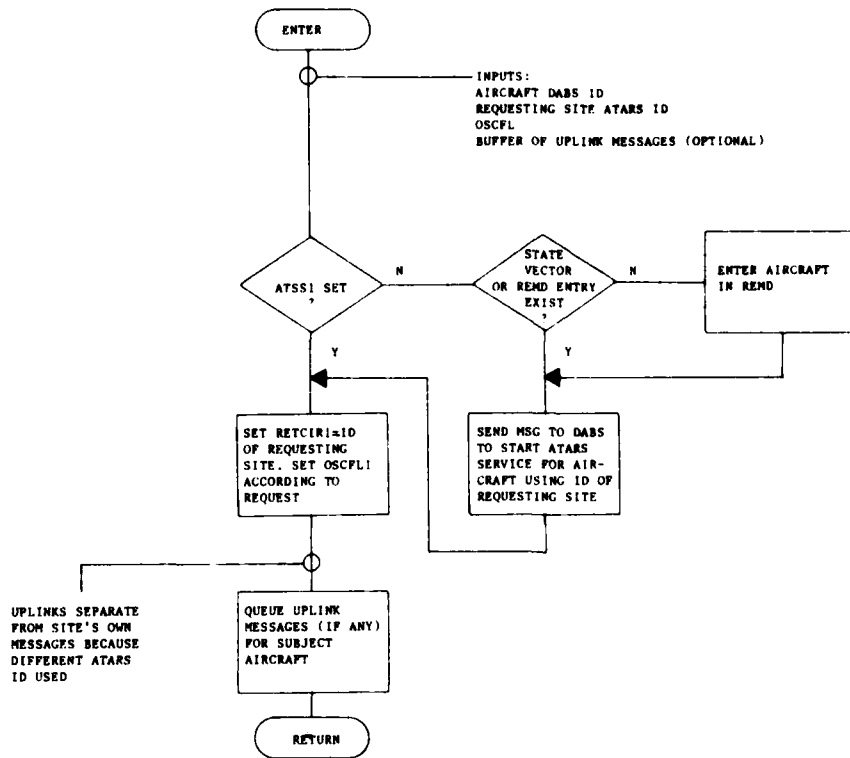 ENTER
INPUTS:
AIRCRAFT DABS ID
REQUESTING SITE ATARS ID
OSCFL
BUFFER OF UPLINK MESSAGES (OPTIONAL)
ATSS1 SET
?
N
STATE
VECTOR
OR REMD ENTRY
EXIST
?
N
ENTER AIRCRAFT
IN REMD
Y
Y
SET RETCIR1=ID
OF REQUESTING
SITE. SET OSCFL1
ACCORDING TO
REQUEST
SEND MSG TO DABS
TO START ATARS
SERVICE FOR AIR-
CRAFT USING ID OF
REQUESTING SITE
UPLINKS SEPARATE
FROM SITE'S OWN
MESSAGES BECAUSE
DIFFERENT ATARS
ID USED
QUEUE UPLINK
MESSAGES (IF ANY)
FOR SUBJECT
AIRCRAFT
RETURN